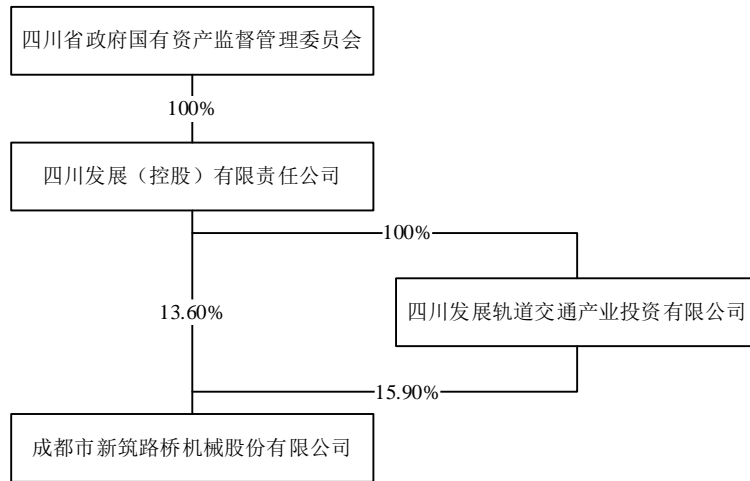 四川省政府国有资产监督管理委员会
100%
四川发展（控股）有限责任公司
100%
13.60%
四川发展轨道交通产业投资有限公司
15.90%
成都市新筑路桥机械股份有限公司